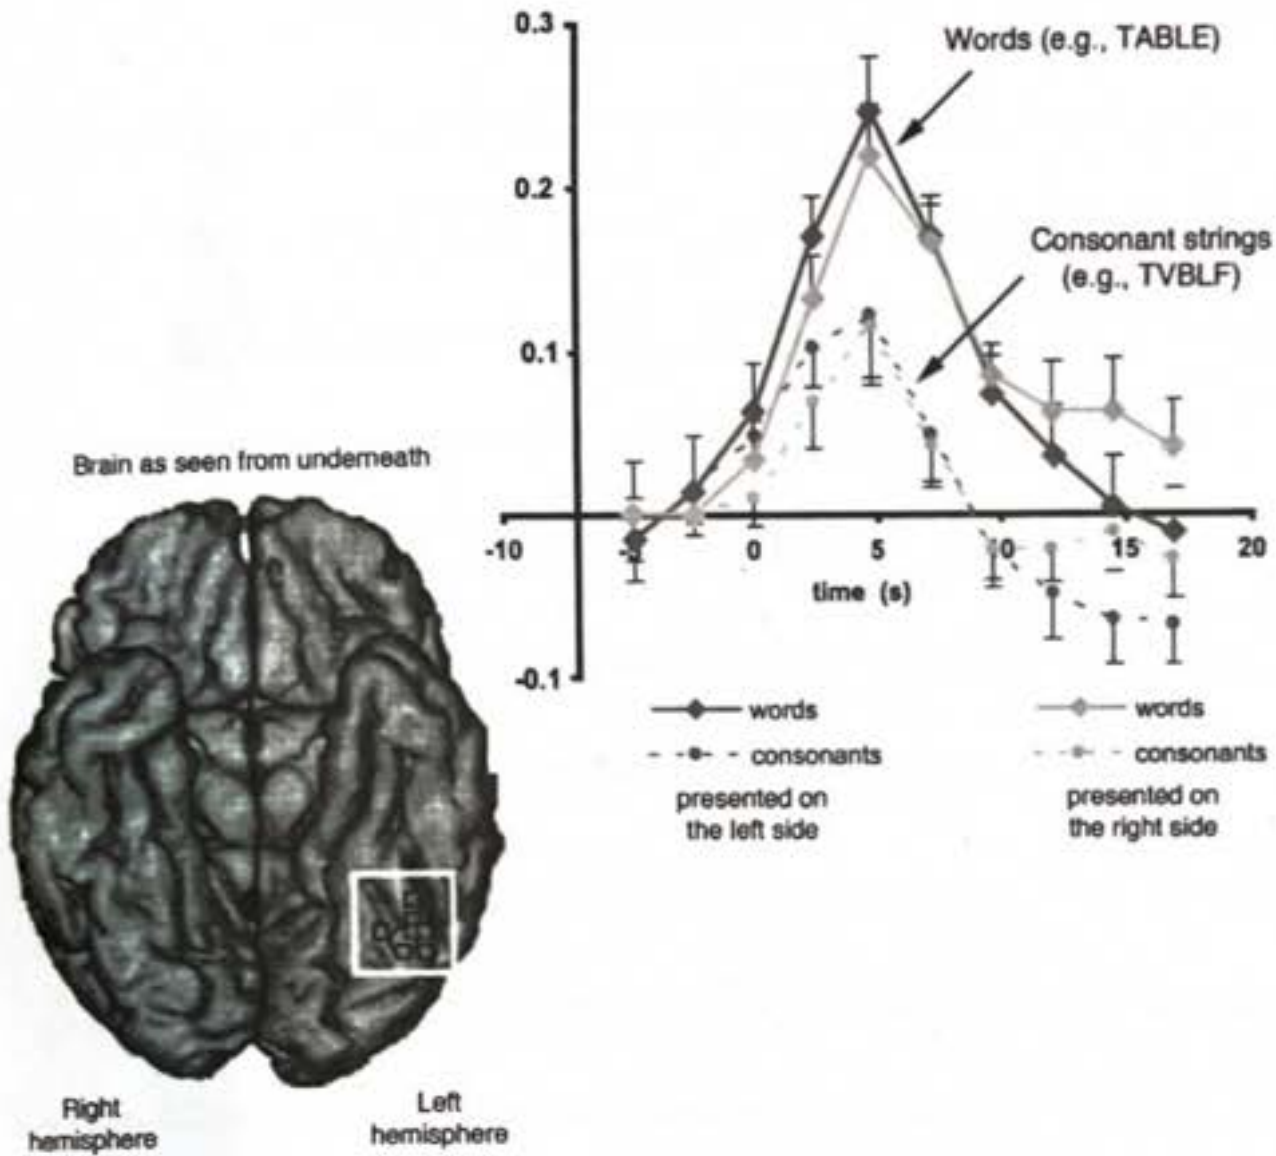 0.3
Words (e.g., TABLE)
0.2
Consonant strings
(e.g., TVBLF)
0.1
Brain as seen from underneath
-10
0
5
10
15
20
time (s)
-0.1
words
words
consonants
consonants
presented on
the left side
presented on
the right side
Right
hemisphere
Left
hemisphere